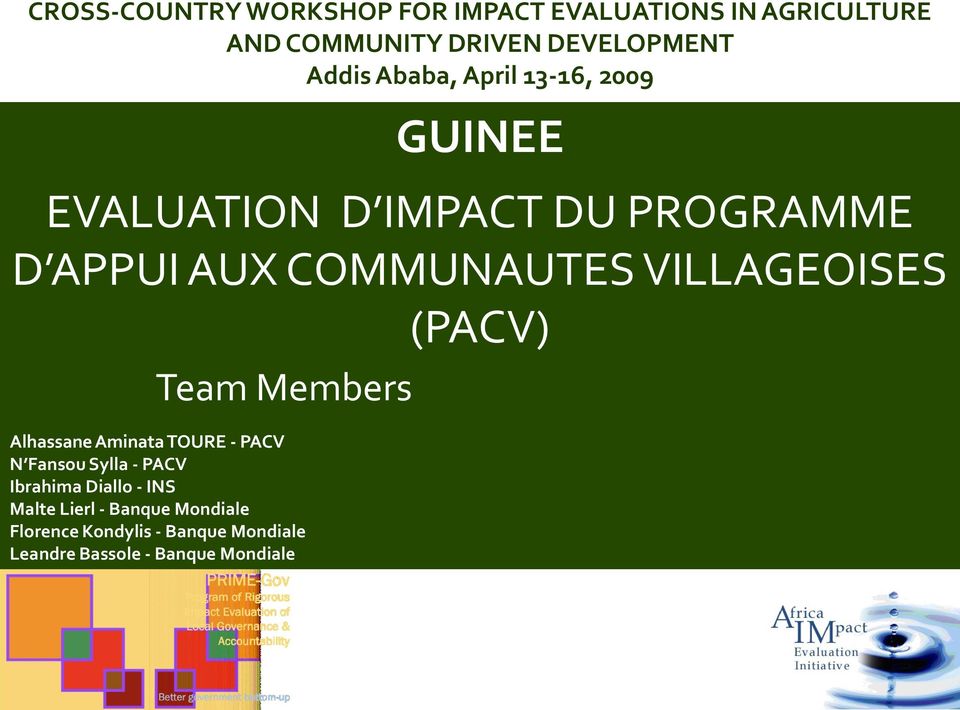 CROSS-COUNTRY WORKSHOP FOR IMPACT EVALUATIONS IN AGRICULTURE
AND COMMUNITY DRIVEN DEVELOPMENT
Addis Ababa, April 13-16, 2009
GUINEE
EVALUATION D’IMPACT DU PROGRAMME
D’APPUI AUX COMMUNAUTES VILLAGEOISES
(PACV)
Team Members
Alhassane Aminata TOURE - PACV
N’Fansou Sylla - PACV
Ibrahima Diallo - INS
Malte Lierl - Banque Mondiale
Florence Kondylis - Banque Mondiale
Leandre Bassole - Banque Mondiale
PRIME-Gov
Program of Rigorous
Impact Evaluation of
Local Governance &
Accountability
Better government bottom-up
Africa
IMpact
Evaluation
Initiative